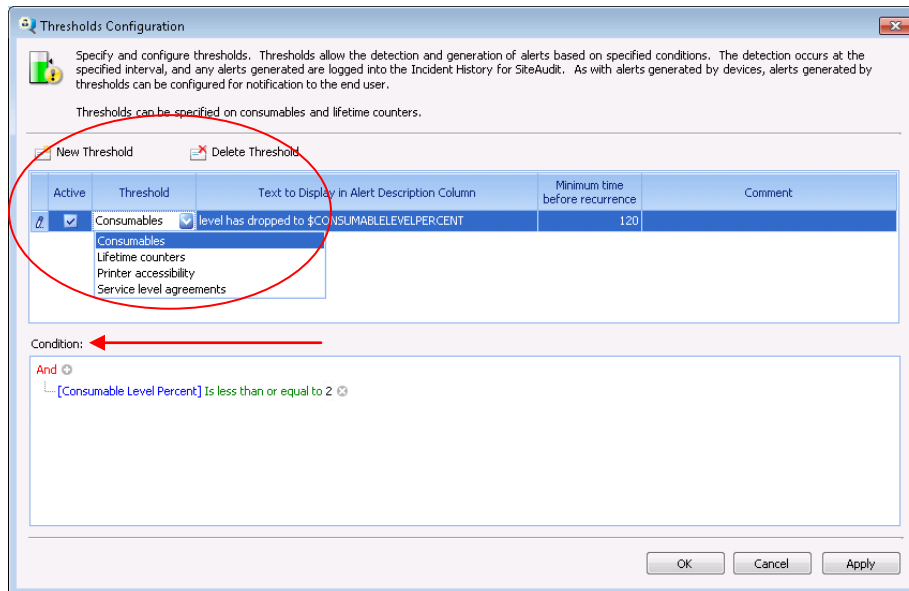 Thresholds Configuration
Specify and configure thresholds. Thresholds allow the detection and generation of alerts based on specified conditions. The detection occurs at the
specified interval, and any alerts generated are logged into the Incident History for SiteAudit. As with alerts generated by devices, alerts generated by
thresholds can be configured for notification to the end user.
Thresholds can be specified on consumables and lifetime counters.
New Threshold Delete Threshold
Active Threshold Text to Display in Alert Description Column Minimum time before recurrence Comment
Consumables level has dropped to $CONSUMABLELEVELPERCENT 120
Consumables
Lifetime counters
Printer accessibility
Service level agreements
Condition:
And
[Consumable Level Percent] Is less than or equal to 2
OK Cancel Apply